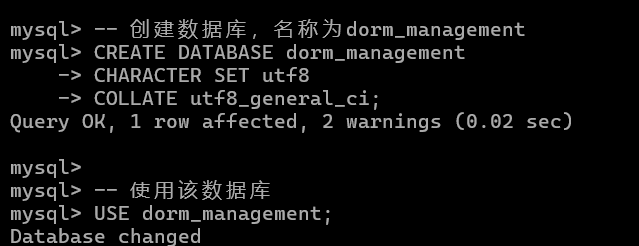 mysql> -- 创建数据库，名称为dorm_management
mysql> CREATE DATABASE dorm_management
    -> CHARACTER SET utf8
    -> COLLATE utf8_general_ci;
Query OK, 1 row affected, 2 warnings (0.02 sec)

mysql>
mysql> -- 使用该数据库
mysql> USE dorm_management;
Database changed